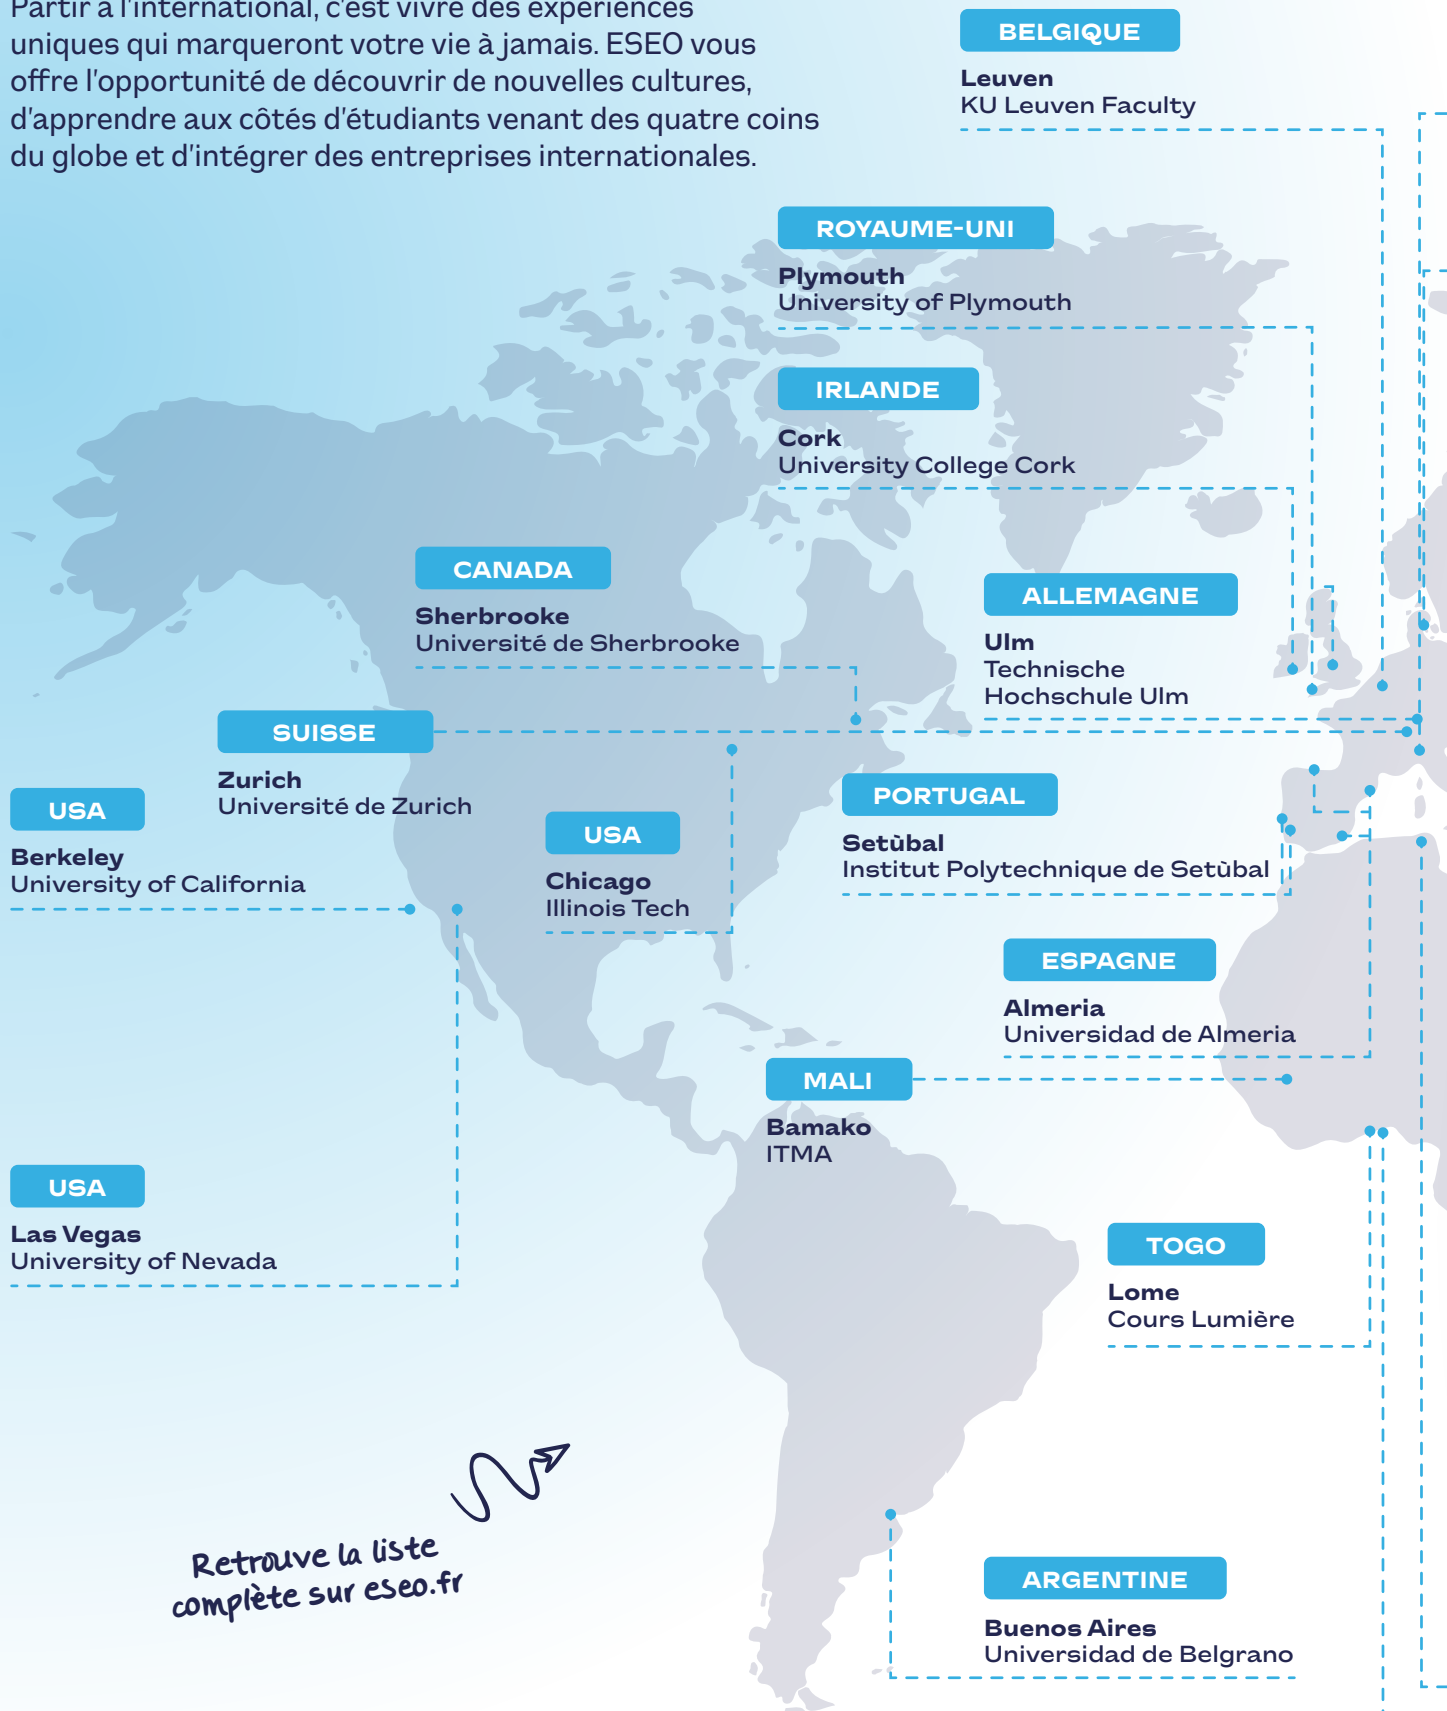 Partir à l'international, c'est vivre des expériences
uniques qui marqueront votre vie à jamais. ESEO vous
offre l'opportunité de découvrir de nouvelles cultures,
d'apprendre aux côtés d'étudiants venant des quatre coins
du globe et d'intégrer des entreprises internationales.
BELGIQUE
Leuven
KU Leuven Faculty
ROYAUME-UNI
Plymouth
University of Plymouth
IRLANDE
Cork
University College Cork
CANADA
Sherbrooke
Université de Sherbrooke
ALLEMAGNE
Ulm
Technische
Hochschule Ulm
SUISSE
Zurich
Université de Zurich
USA
Berkeley
University of California
USA
Chicago
Illinois Tech
PORTUGAL
Setùbal
Institut Polytechnique de Setùbal
ESPAGNE
Almeria
Universidad de Almeria
MALI
Bamako
ITMA
USA
Las Vegas
University of Nevada
TOGO
Lome
Cours Lumière
Retrouve la liste
complète sur eseo.fr
ARGENTINE
Buenos Aires
Universidad de Belgrano